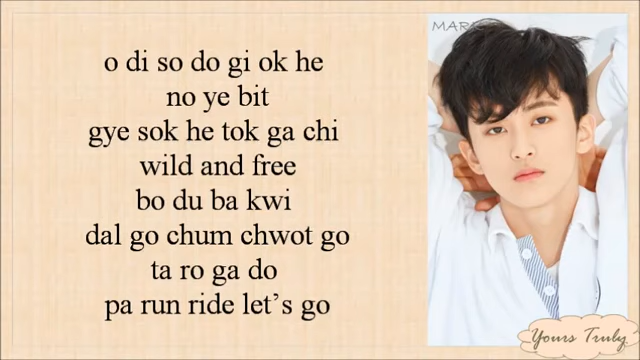 o di so do gi ok he
no ye bit
gye sok he tok ga chi
wild and free
bo du ba kwi
dal go chum chwot go
ta ro ga do
pa run ride let's go
Yours Truly